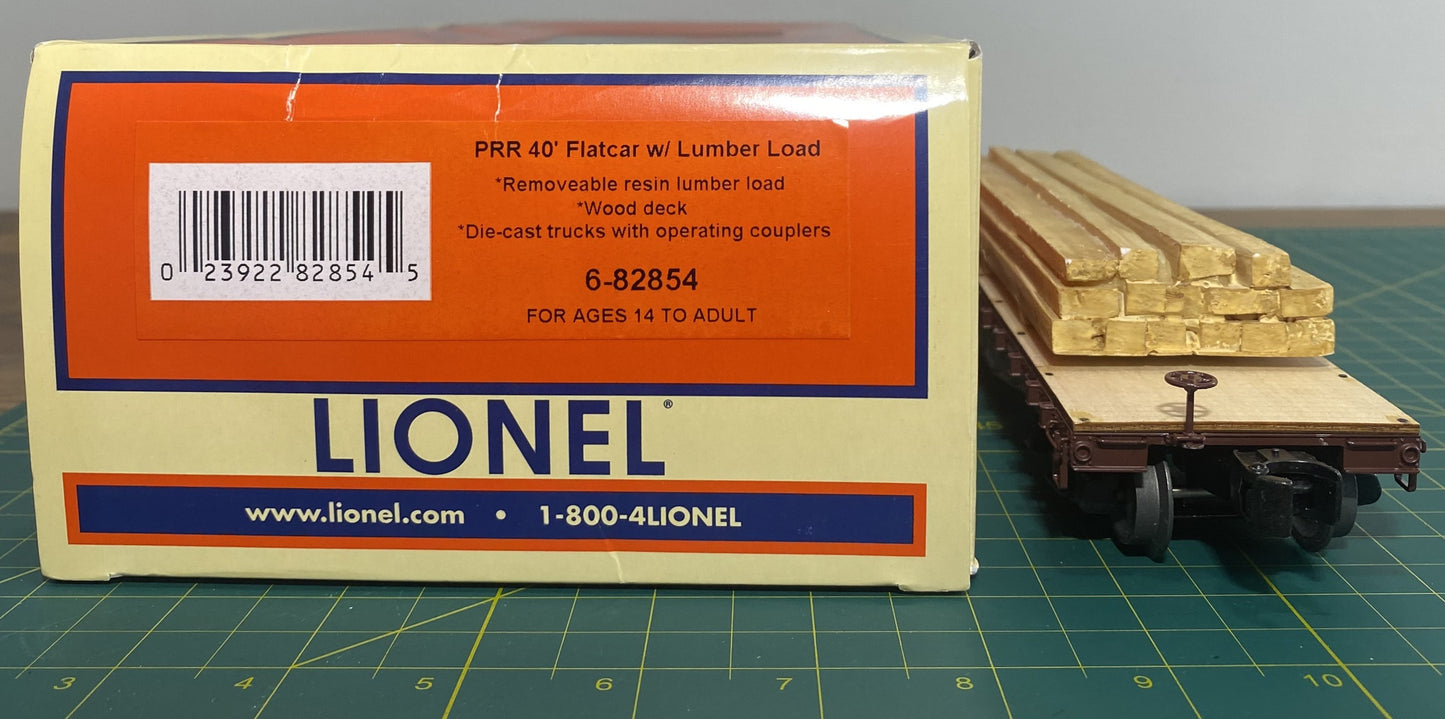 PRR 40' Flatcar w/ Lumber Load
*Removeable resin lumber load
*Wood deck
*Die-cast trucks with operating couplers
6-82854
FOR AGES 14 TO ADULT
0 23922 82854 5
LIONEL®
www.lionel.com • 1-800-4LIONEL
3 4 5 6 7 8 9 10